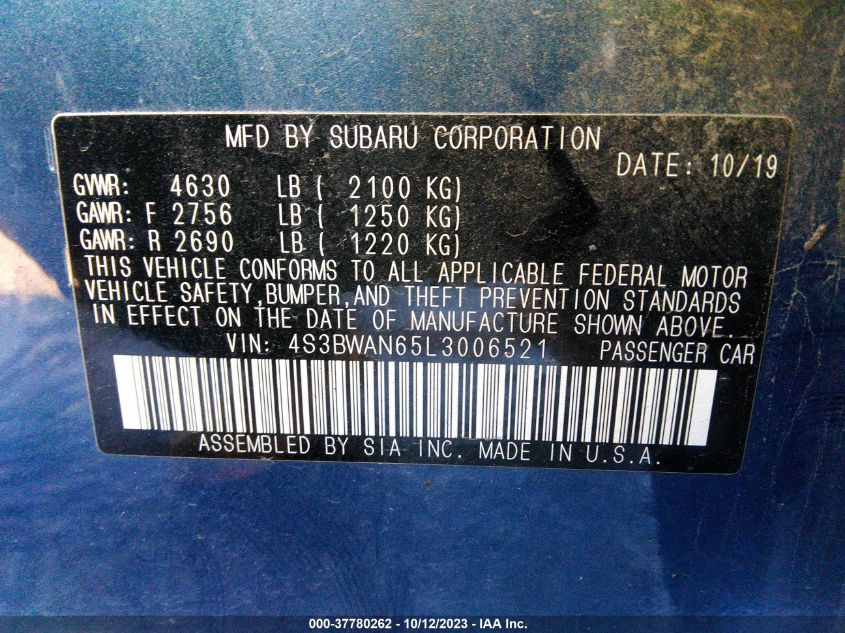 MFD BY SUBARU CORPORATION
DATE: 10/19
GVWR: 4630 LB ( 2100 KG)
GAWR: F 2756 LB ( 1250 KG)
GAWR: R 2690 LB ( 1220 KG)
THIS VEHICLE CONFORMS TO ALL APPLICABLE FEDERAL MOTOR
VEHICLE SAFETY,BUMPER,AND THEFT PREVENTION STANDARDS
IN EFFECT ON THE DATE OF MANUFACTURE SHOWN ABOVE.
VIN: 4S3BWAN65L3006521 PASSENGER CAR
ASSEMBLED BY SIA INC. MADE IN U.S.A.
000-37780262 - 10/12/2023 - IAA Inc.